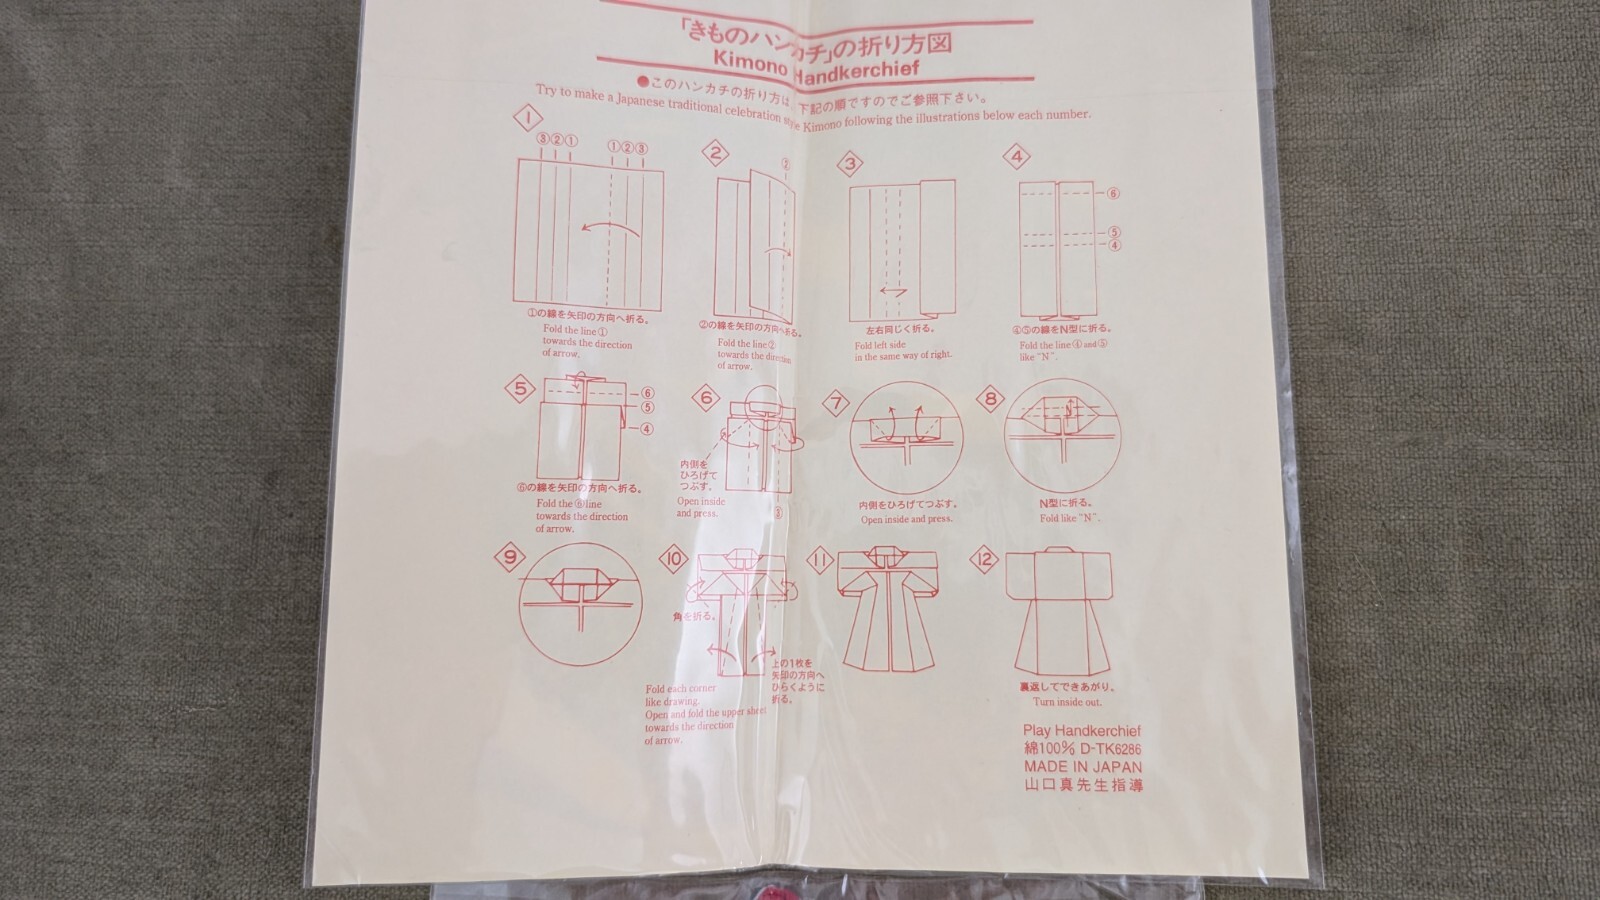 「きものハンカチ」の折り方図
Kimono Handkerchief
●このハンカチの折り方は、下記の順ですのでご参照下さい。
Try to make a Japanese traditional celebration style Kimono following the illustrations below each number.
1
③②① ①②③
①の線を矢印の方向へ折る。
Fold the line ①
towards the direction
of arrow.
2
②
②の線を矢印の方向へ折る。
Fold the line ②
towards the direction
of arrow.
3
左右同じく折る。
Fold left side
in the same way of right.
4
⑥
⑤
④
④⑤の線をN型に折る。
Fold the line ④ and ⑤
like "N".
5
⑥
⑤
④
⑥の線を矢印の方向へ折る。
Fold the ⑥ line
towards the direction
of arrow.
6
内側を
ひろげて
つぶす。
Open inside
and press.
③
7
内側をひろげてつぶす。
Open inside and press.
8
N型に折る。
Fold like "N".
9
10
角を折る。
上の1枚を
矢印の方向へ
ひらくように
折る。
Fold each corner
like drawing.
Open and fold the upper sheet
towards the direction
of arrow.
11
12
裏返してできあがり。
Turn inside out.
Play Handkerchief
綿100% D-TK6286
MADE IN JAPAN
山口真先生指導